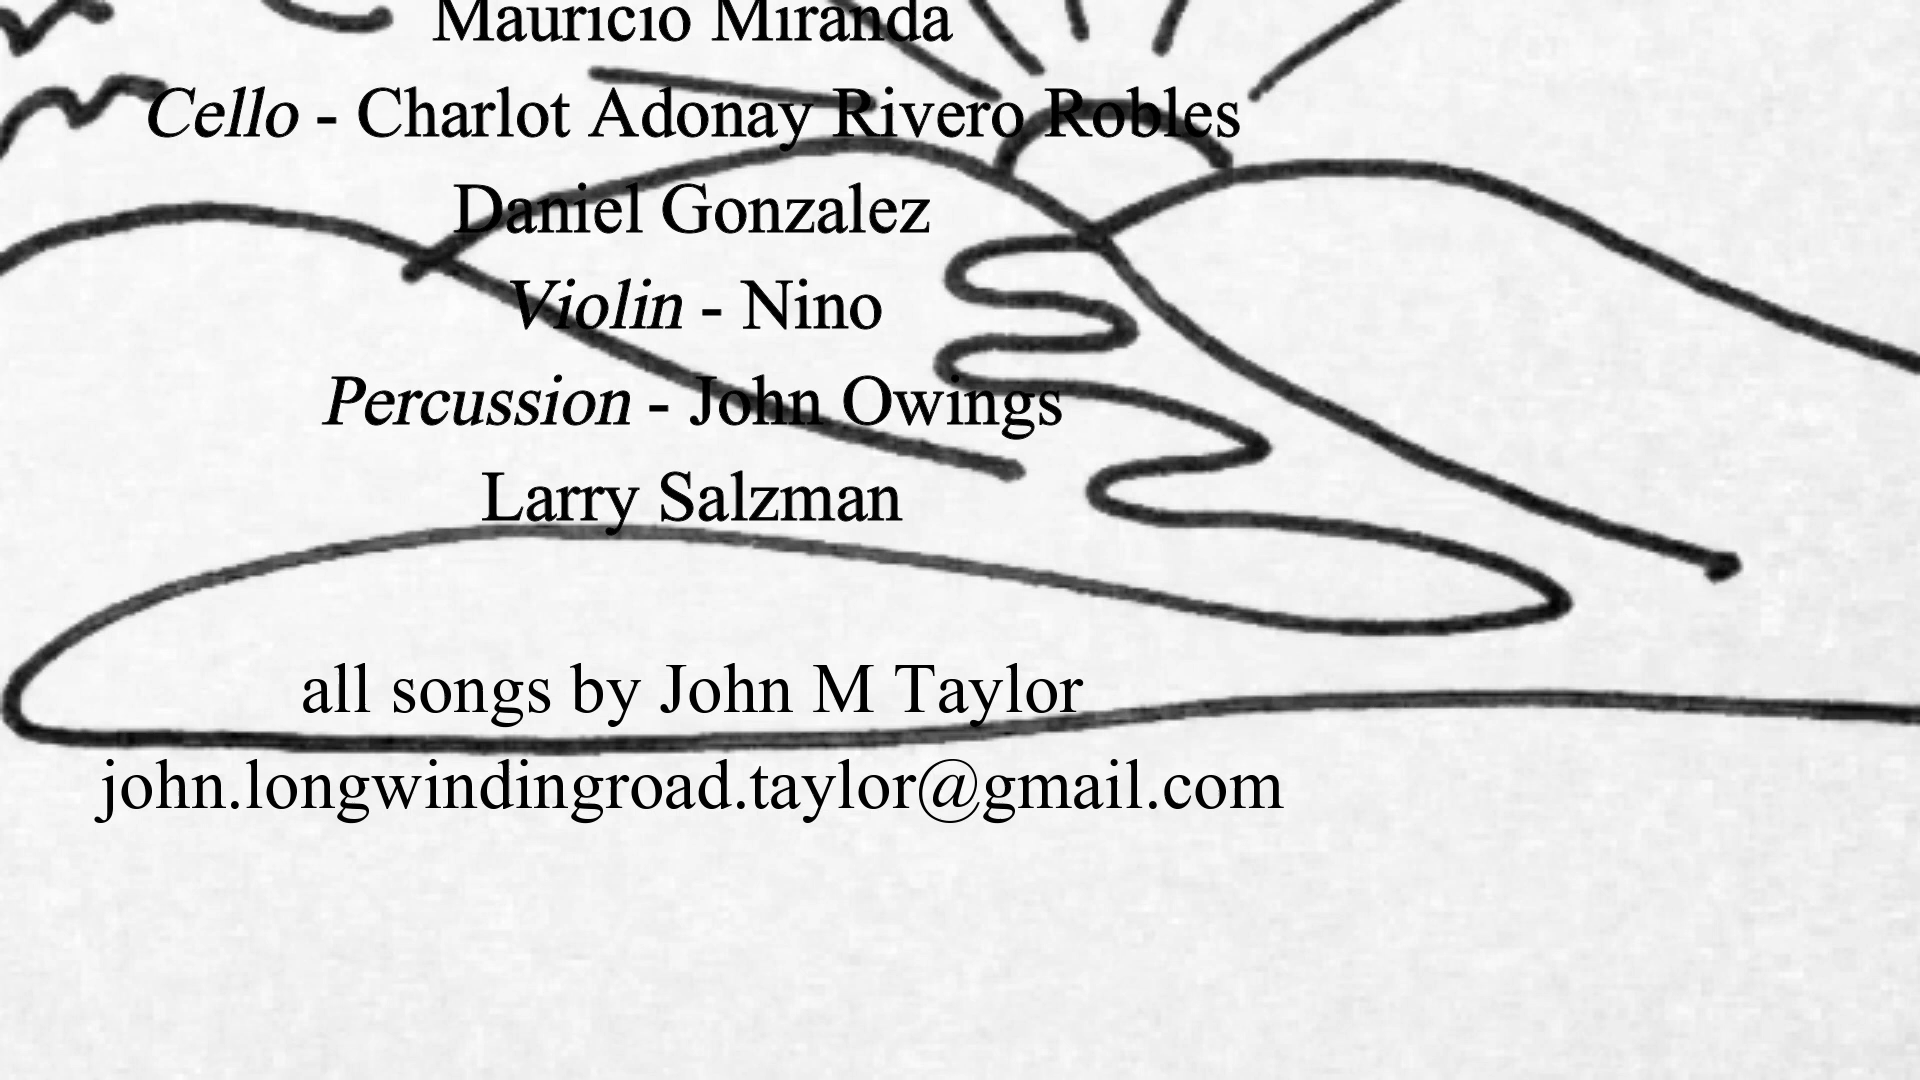 Mauricio Miranda
Cello - Charlot Adonay Rivero Robles
Daniel Gonzalez
Violin - Nino
Percussion - John Owings
Larry Salzman
all songs by John M Taylor
john.longwindingroad.taylor@gmail.com